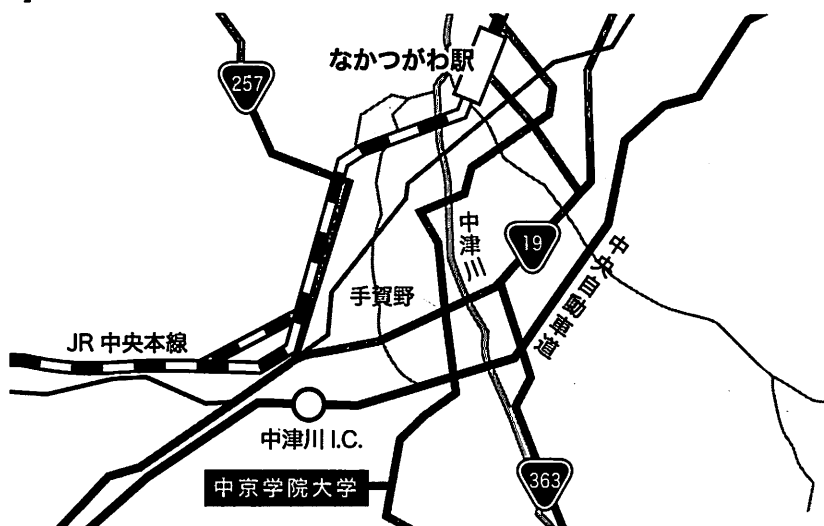 なかつがわ駅
257
中津川
19
中央自動車道
手賀野
JR 中央本線
中津川 I.C.
中京学院大学
363